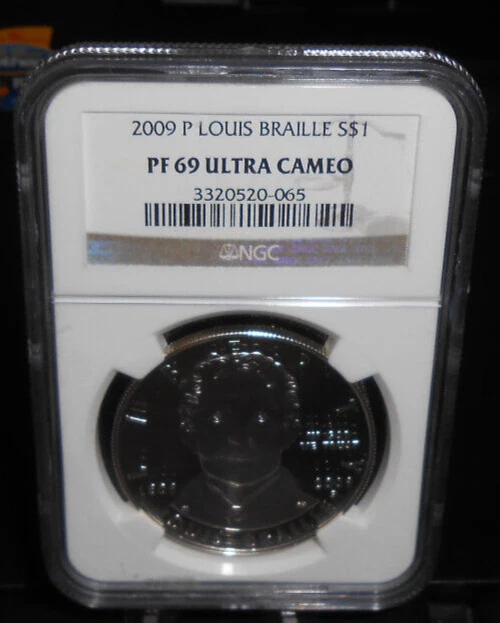 2009 P LOUIS BRAILLE S$1
PF 69 ULTRA CAMEO
3320520-065
NGC